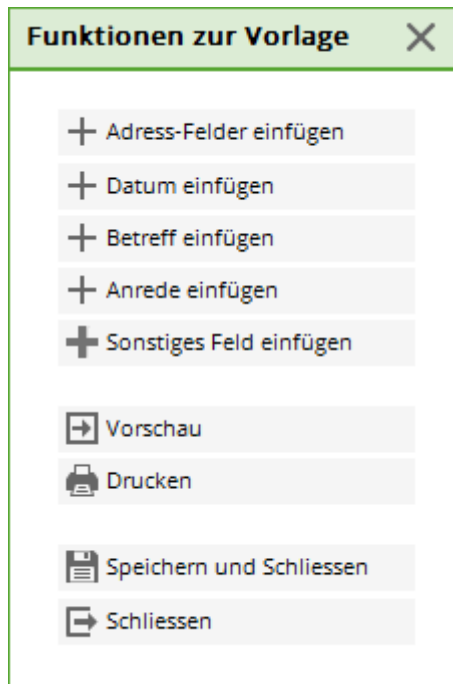 Funktionen zur Vorlage
Adress-Felder einfügen
Datum einfügen
Betreff einfügen
Anrede einfügen
Sonstiges Feld einfügen
Vorschau
Drucken
Speichern und Schliessen
Schliessen